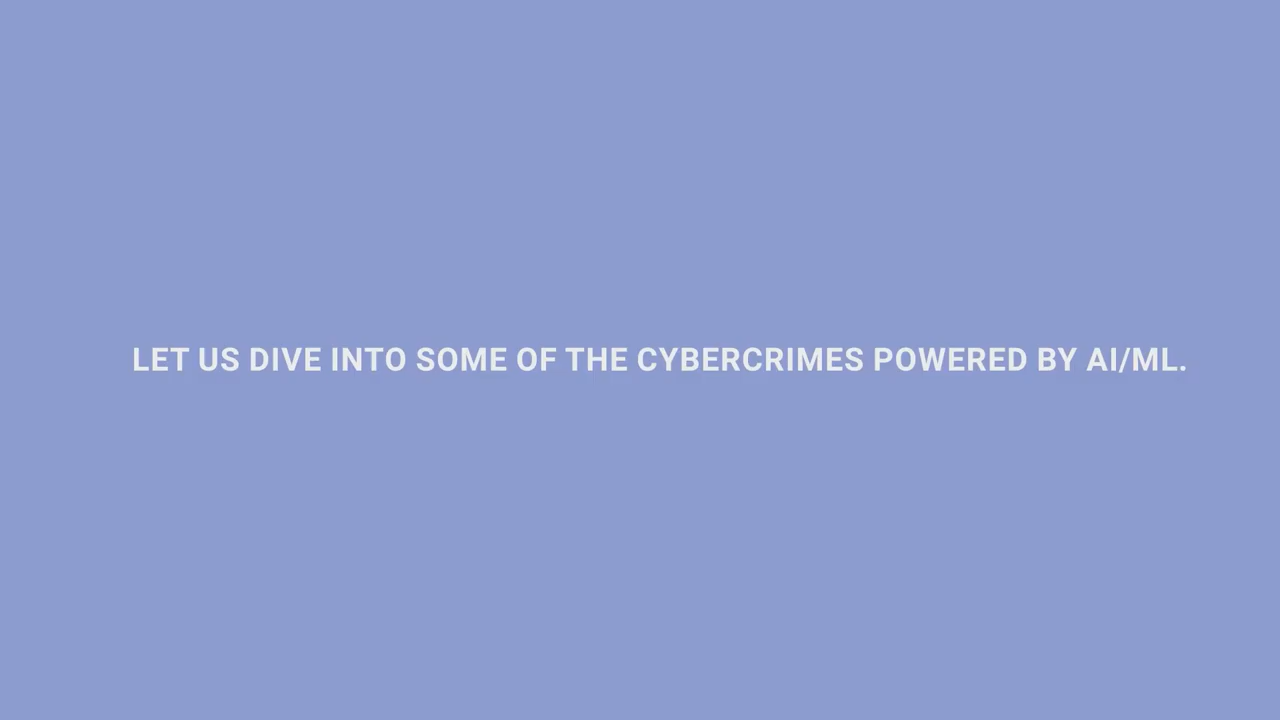 LET US DIVE INTO SOME OF THE CYBERCRIMES POWERED BY AI/ML.